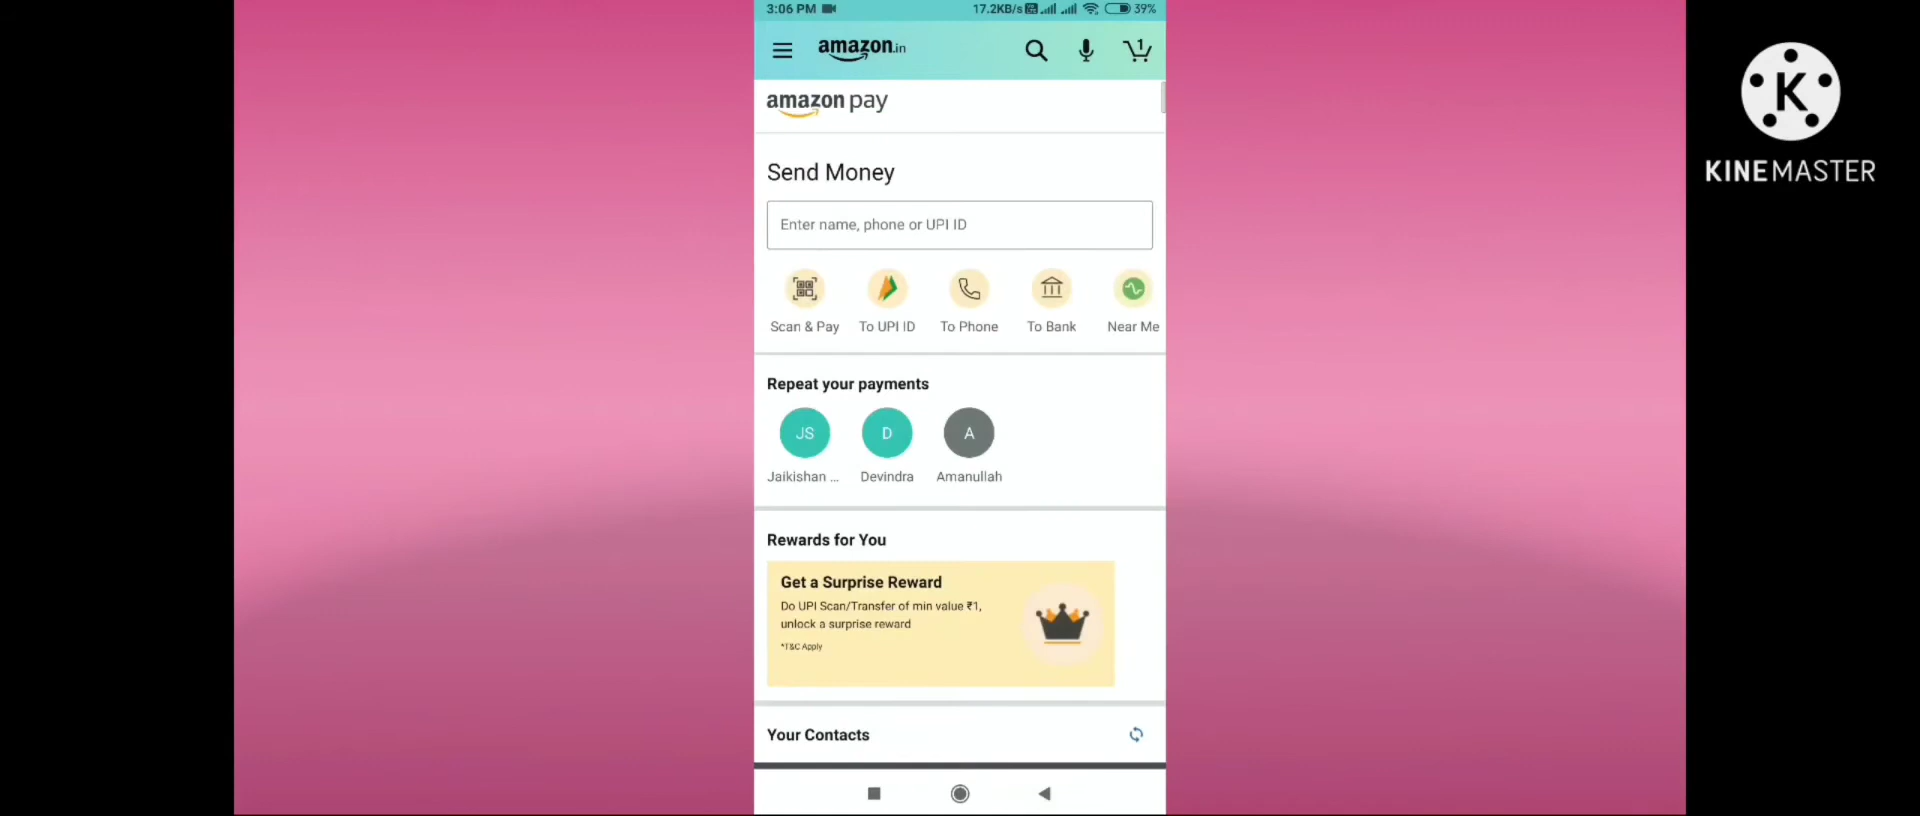 3:06 PM 17.2KB/s 39%
amazon.in 1
K
KINEMASTER
amazon pay
Send Money
Enter name, phone or UPI ID
Scan & Pay To UPI ID To Phone To Bank Near Me
Repeat your payments
JS D A
Jaikishan ... Devindra Amanullah
Rewards for You
Get a Surprise Reward
Do UPI Scan/Transfer of min value ₹1,
unlock a surprise reward
*T&C Apply
Your Contacts